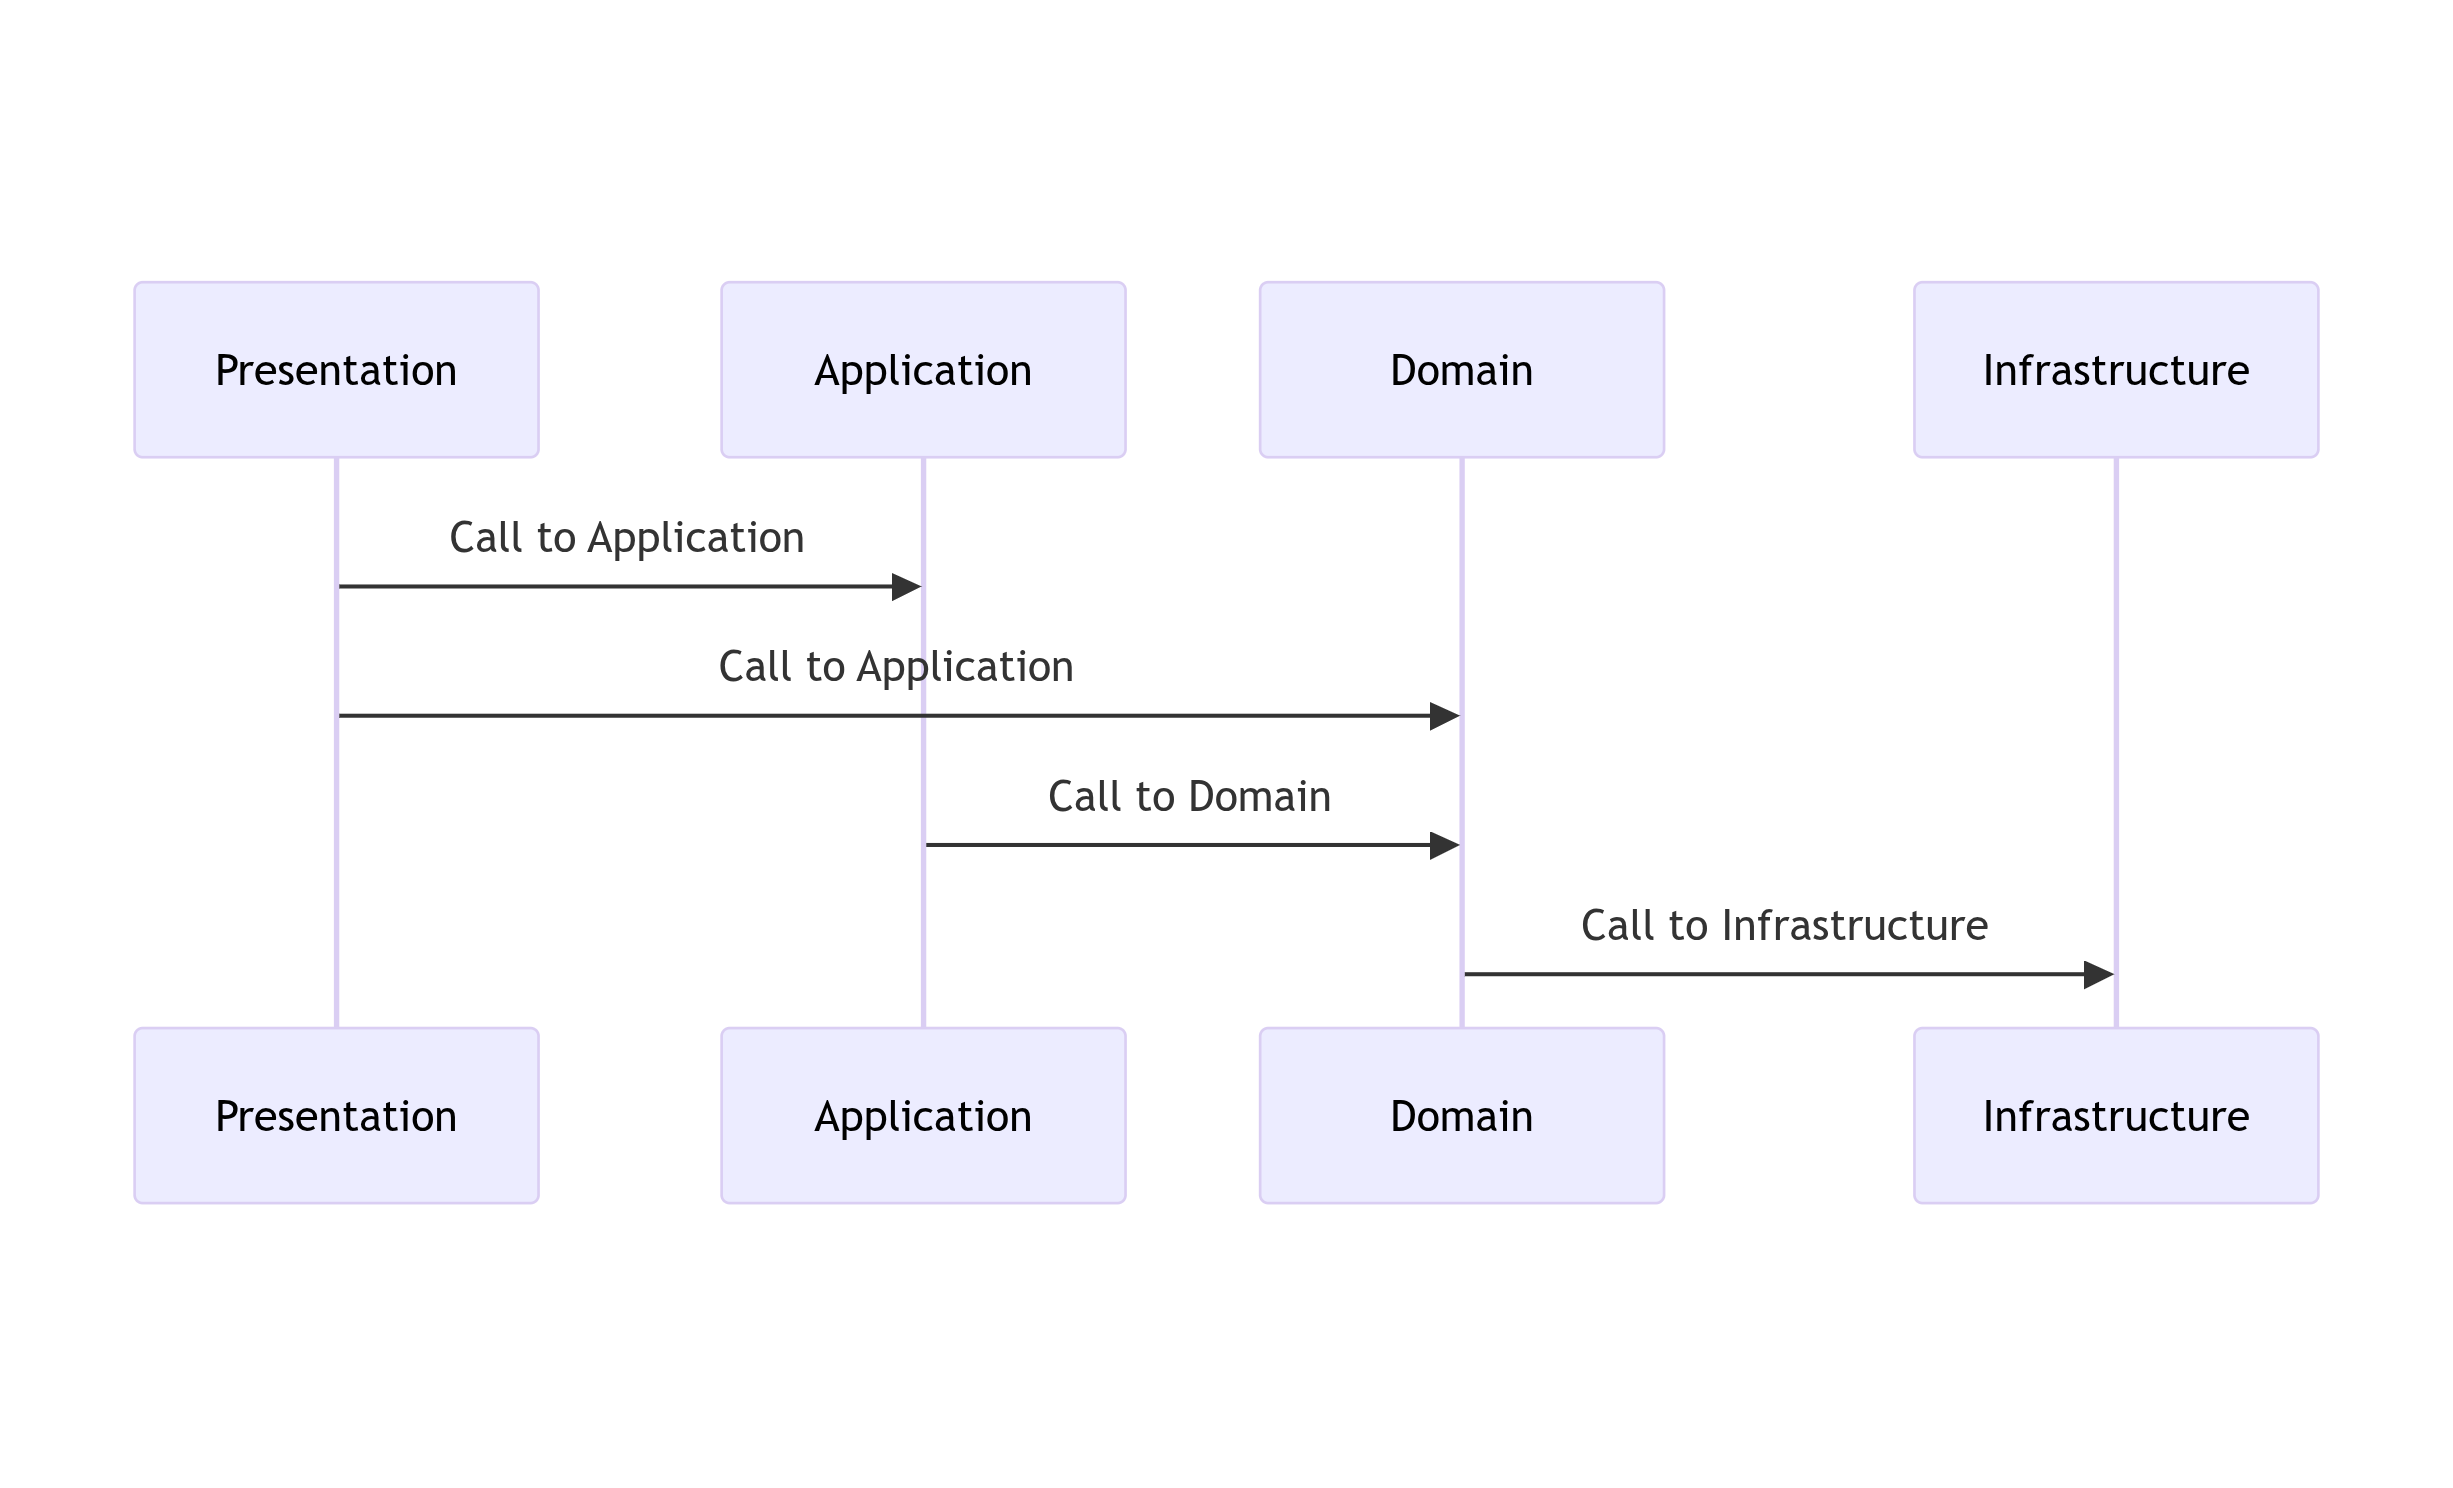 Presentation
Application
Domain
Infrastructure
Call to Application
Call to Application
Call to Domain
Call to Infrastructure
Presentation
Application
Domain
Infrastructure